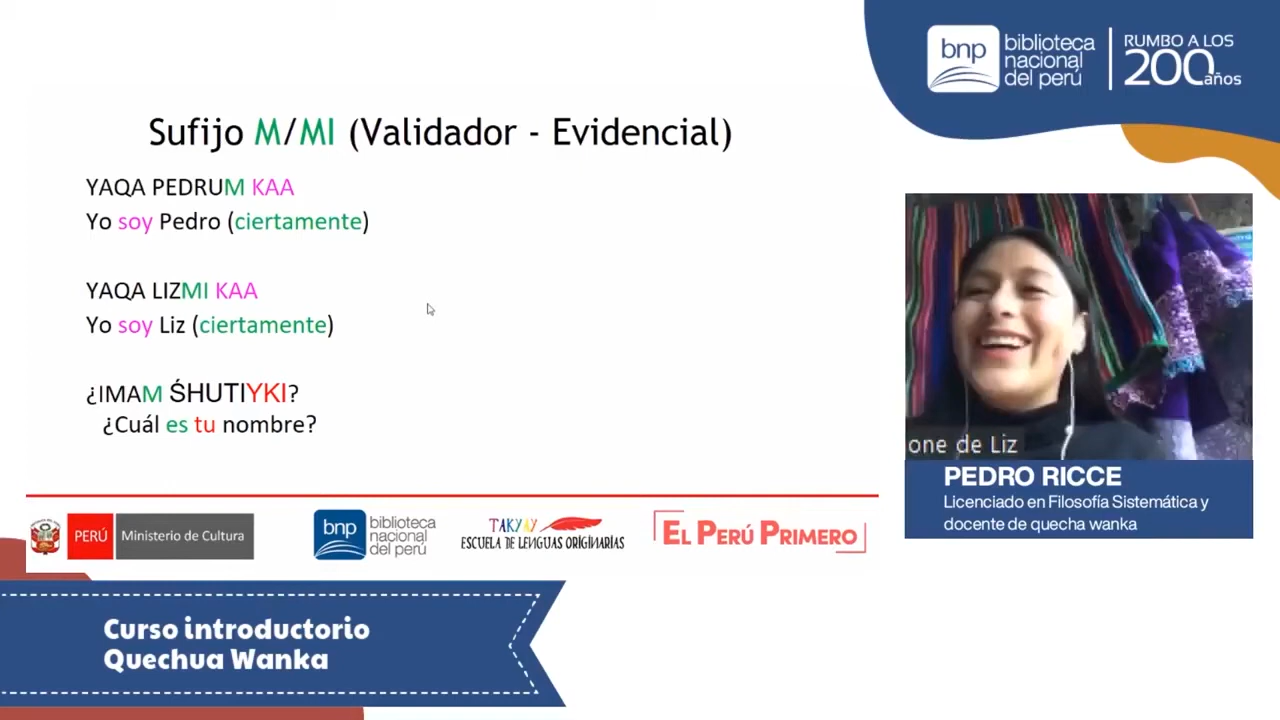 bnp
biblioteca
nacional
del perú
RUMBO A LOS
200 años
Sufijo M/MI (Validador - Evidencial)
YAQA PEDRUM KAA
Yo soy Pedro (ciertamente)
YAQA LIZMI KAA
Yo soy Liz (ciertamente)
¿IMAM ŚHUTIYKI?
¿Cuál es tu nombre?
one de Liz
PEDRO RICCE
Licenciado en Filosofía Sistemática y
docente de quecha wanka
PERÚ
Ministerio de Cultura
bnp
biblioteca
nacional
del perú
TAKYAY
ESCUELA DE LENGUAS ORIGINARIAS
EL PERÚ PRIMERO
Curso introductorio
Quechua Wanka